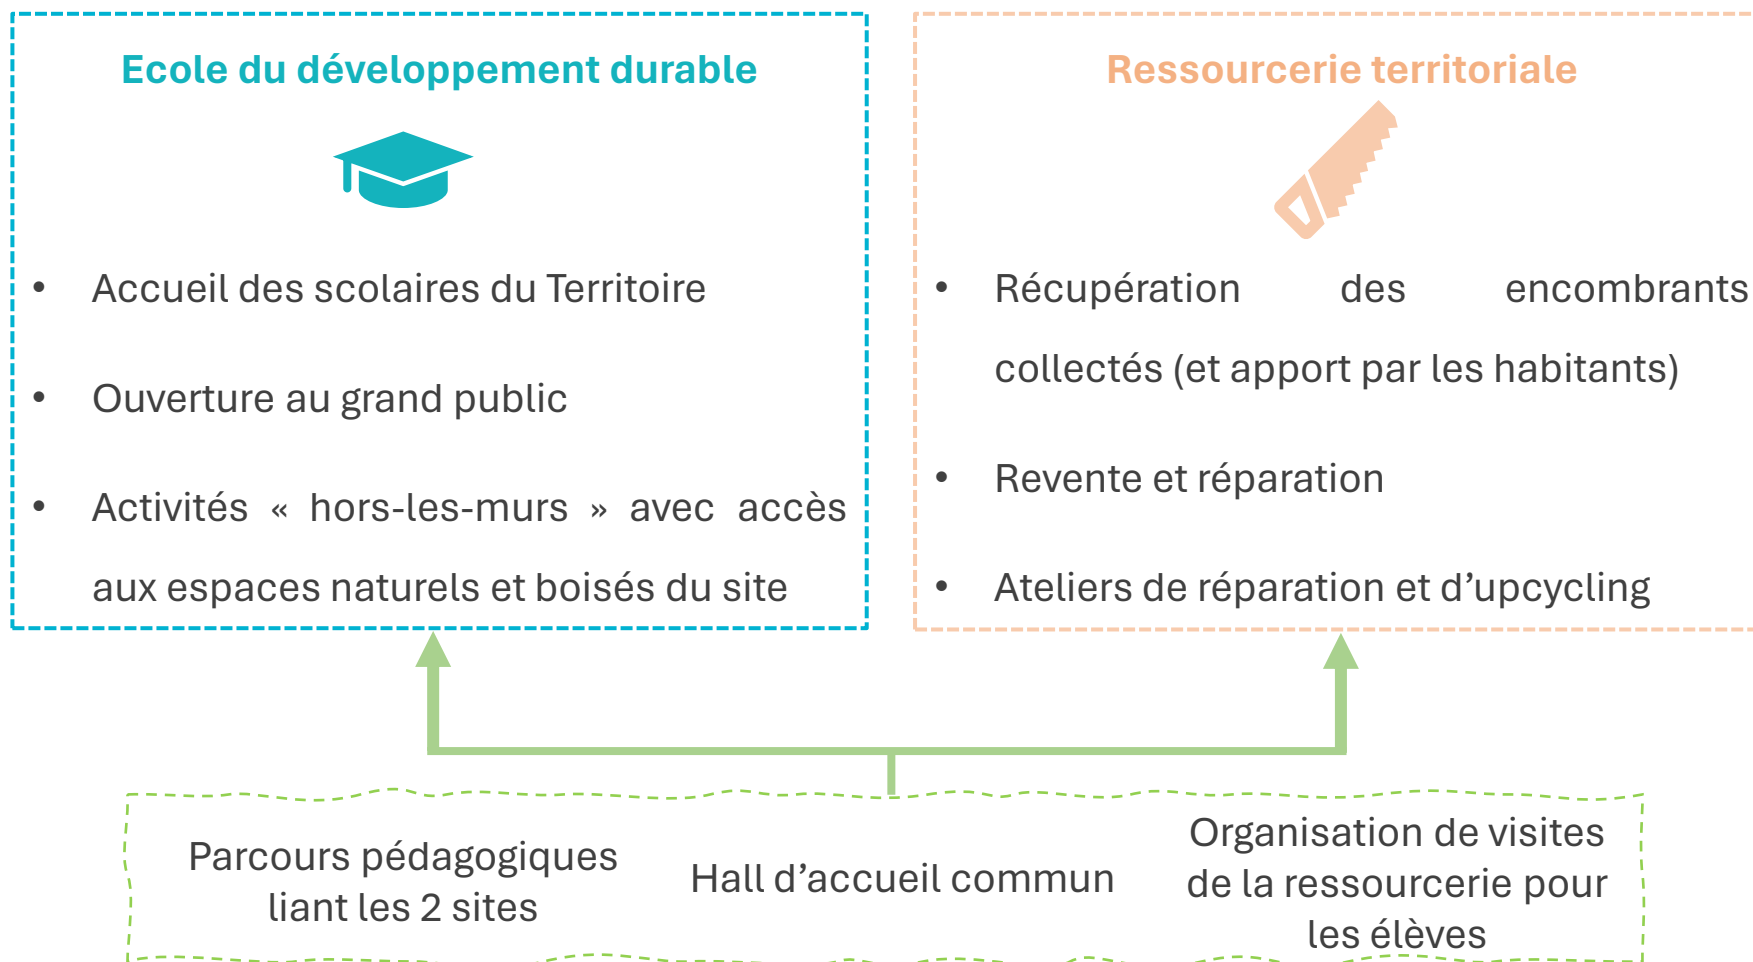 Ecole du développement durable
• Accueil des scolaires du Territoire
• Ouverture au grand public
• Activités « hors-les-murs » avec accès
aux espaces naturels et boisés du site
Ressourcerie territoriale
• Récupération des encombrants
collectés (et apport par les habitants)
• Revente et réparation
• Ateliers de réparation et d’upcycling
Parcours pédagogiques
liant les 2 sites
Hall d’accueil commun
Organisation de visites
de la ressourcerie pour
les élèves